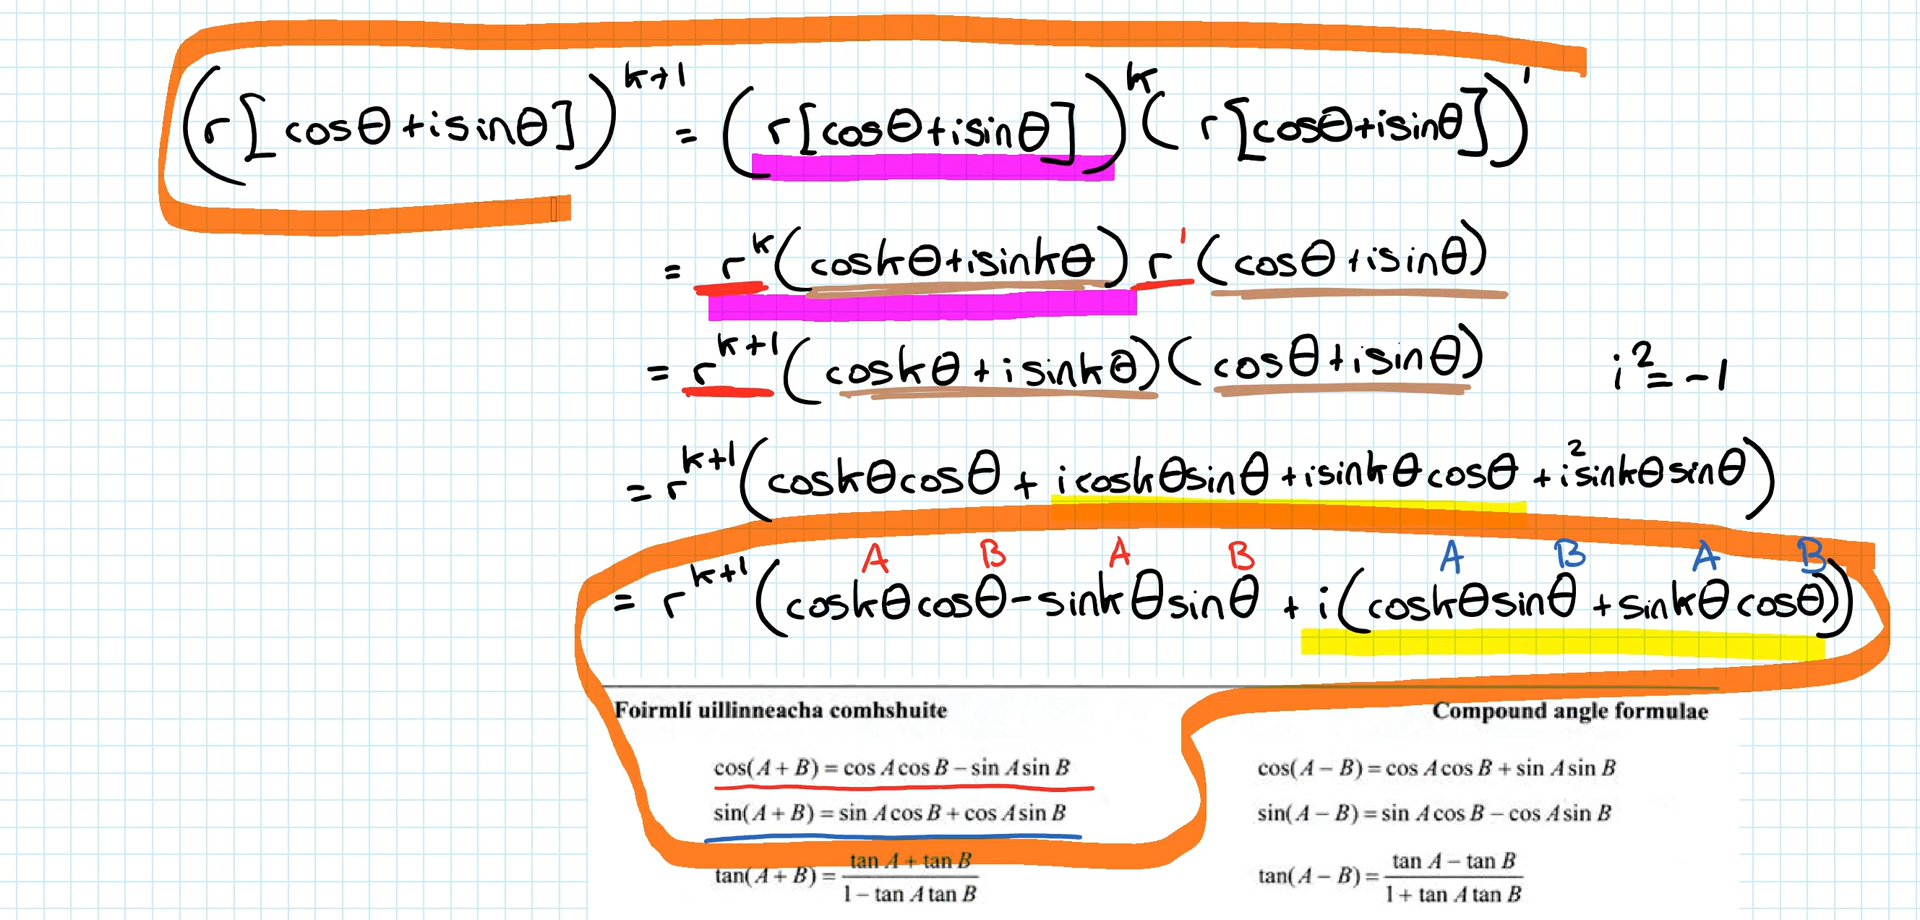 (r[cosθ+isinθ])^k+1 = (r[cosθ+isinθ])^k(r[cosθ+isinθ])^1
= r^k(coskθ+isinkθ) r^1(cosθ+isinθ)
= r^k+1(coskθ+isinkθ)(cosθ+isinθ) i^2=-1
= r^k+1(coskθcosθ + icoskθsinθ+isinkθcosθ +i^2sinkθsinθ)
A B A B A B A B
= r^k+1(coskθcosθ-sinkθsinθ + i(coskθsinθ+sinkθcosθ))
Foirmlí uillinneacha comhshuite Compound angle formulae
cos(A + B) = cos A cos B − sin A sin B cos(A − B) = cos A cos B + sin A sin B
sin(A + B) = sin A cos B + cos A sin B sin(A − B) = sin A cos B − cos A sin B
tan(A + B) = tan A + tan B / 1 − tan A tan B tan(A − B) = tan A − tan B / 1 + tan A tan B